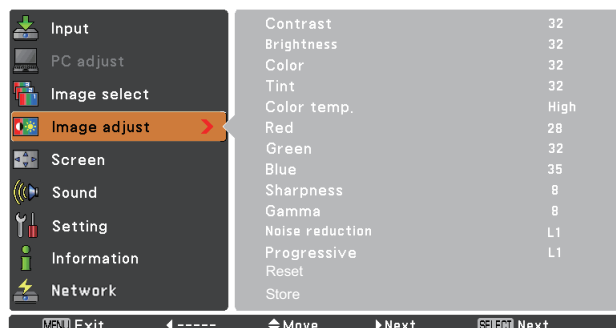 Input
PC adjust
Image select
Image adjust
Screen
Sound
Setting
Information
Network
Contrast 32
Brightness 32
Color 32
Tint 32
Color temp. High
Red 28
Green 32
Blue 35
Sharpness 8
Gamma 8
Noise reduction L1
Progressive L1
Reset
Store
MENU Exit ----- Move Next SELECT Next